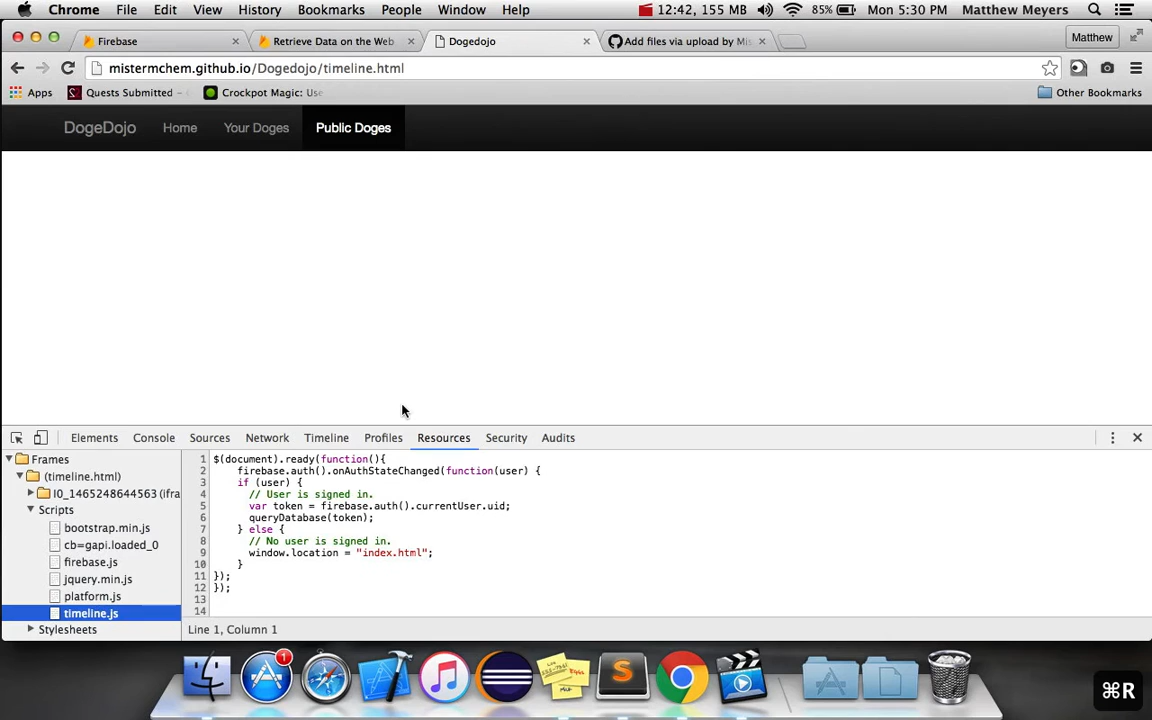 Chrome File Edit View History Bookmarks People Window Help 12:42, 155 MB 85% Mon 5:30 PM Matthew Meyers
Firebase Retrieve Data on the Web Dogedojo Add files via upload by Mis Matthew
mistermchem.github.io/Dogedojo/timeline.html
Apps Quests Submitted – Crockpot Magic: Use Other Bookmarks
DogeDojo Home Your Doges Public Doges
Elements Console Sources Network Timeline Profiles Resources Security Audits
Frames
(timeline.html)
I0_1465248644563 (ifra
Scripts
bootstrap.min.js
cb=gapi.loaded_0
firebase.js
jquery.min.js
platform.js
timeline.js
Stylesheets
1 $(document).ready(function(){
2 firebase.auth().onAuthStateChanged(function(user) {
3 if (user) {
4 // User is signed in.
5 var token = firebase.auth().currentUser.uid;
6 queryDatabase(token);
7 } else {
8 // No user is signed in.
9 window.location = "index.html";
10 }
11 });
12 });
13
14
Line 1, Column 1
1
⌘R